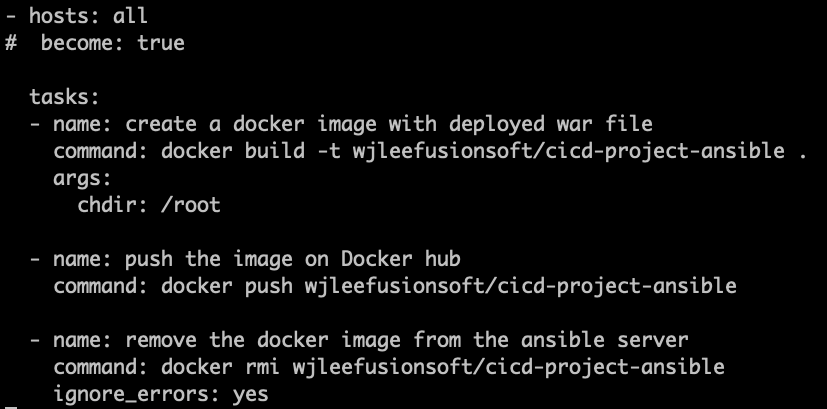 - hosts: all
#  become: true
tasks:
- name: create a docker image with deployed war file
command: docker build -t wjleefusionsoft/cicd-project-ansible .
args:
chdir: /root
- name: push the image on Docker hub
command: docker push wjleefusionsoft/cicd-project-ansible
- name: remove the docker image from the ansible server
command: docker rmi wjleefusionsoft/cicd-project-ansible
ignore_errors: yes